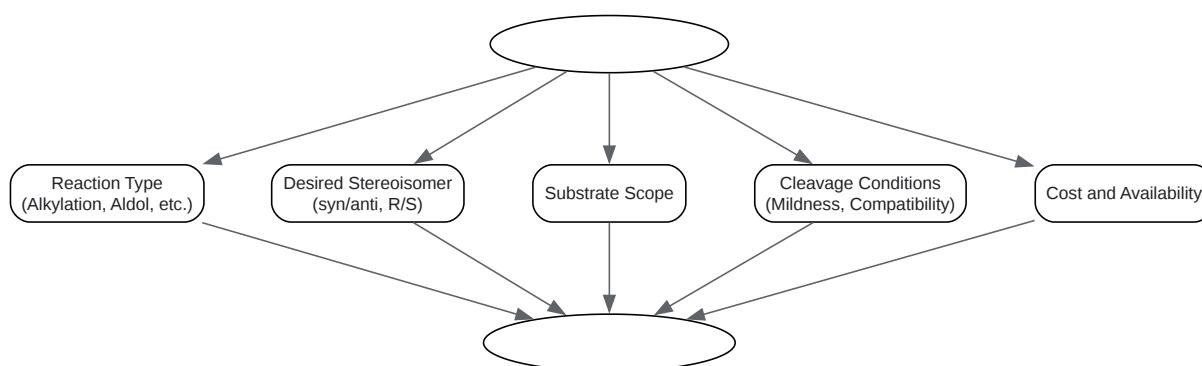 Reaction Type
(Alkylation, Aldol, etc.)
Desired Stereoisomer
(syn/anti, R/S)
Substrate Scope
Cleavage Conditions
(Mildness, Compatibility)
Cost and Availability